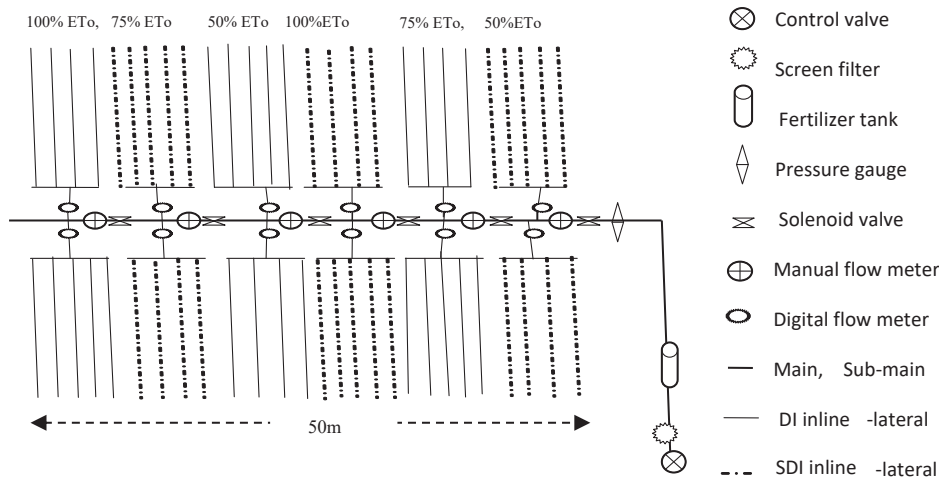 100% ETo, 75% ETo 50% ETo 100%ETo 75% ETo, 50%ETo
Control valve
Screen filter
Fertilizer tank
Pressure gauge
Solenoid valve
Manual flow meter
Digital flow meter
Main, Sub-main
DI inline -lateral
SDI inline -lateral
50m